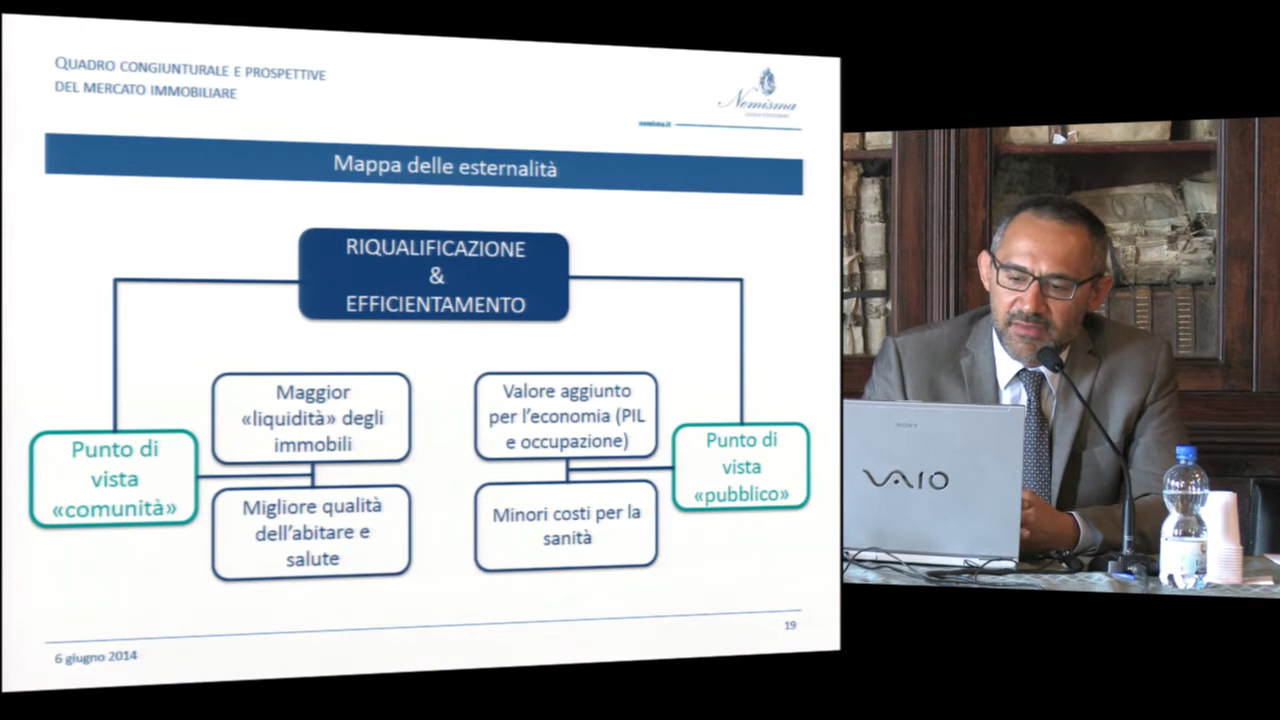 QUADRO CONGIUNTURALE E PROSPETTIVE
DEL MERCATO IMMOBILIARE
Nomisma
nomisma.it
Mappa delle esternalità
RIQUALIFICAZIONE
&
EFFICIENTAMENTO
Maggior
«liquidità» degli
immobili
Valore aggiunto
per l'economia (PIL
e occupazione)
Punto di
vista
«comunità»
Punto di
vista
«pubblico»
Migliore qualità
dell'abitare e
salute
Minori costi per la
sanità
19
6 giugno 2014
SONY
VAIO